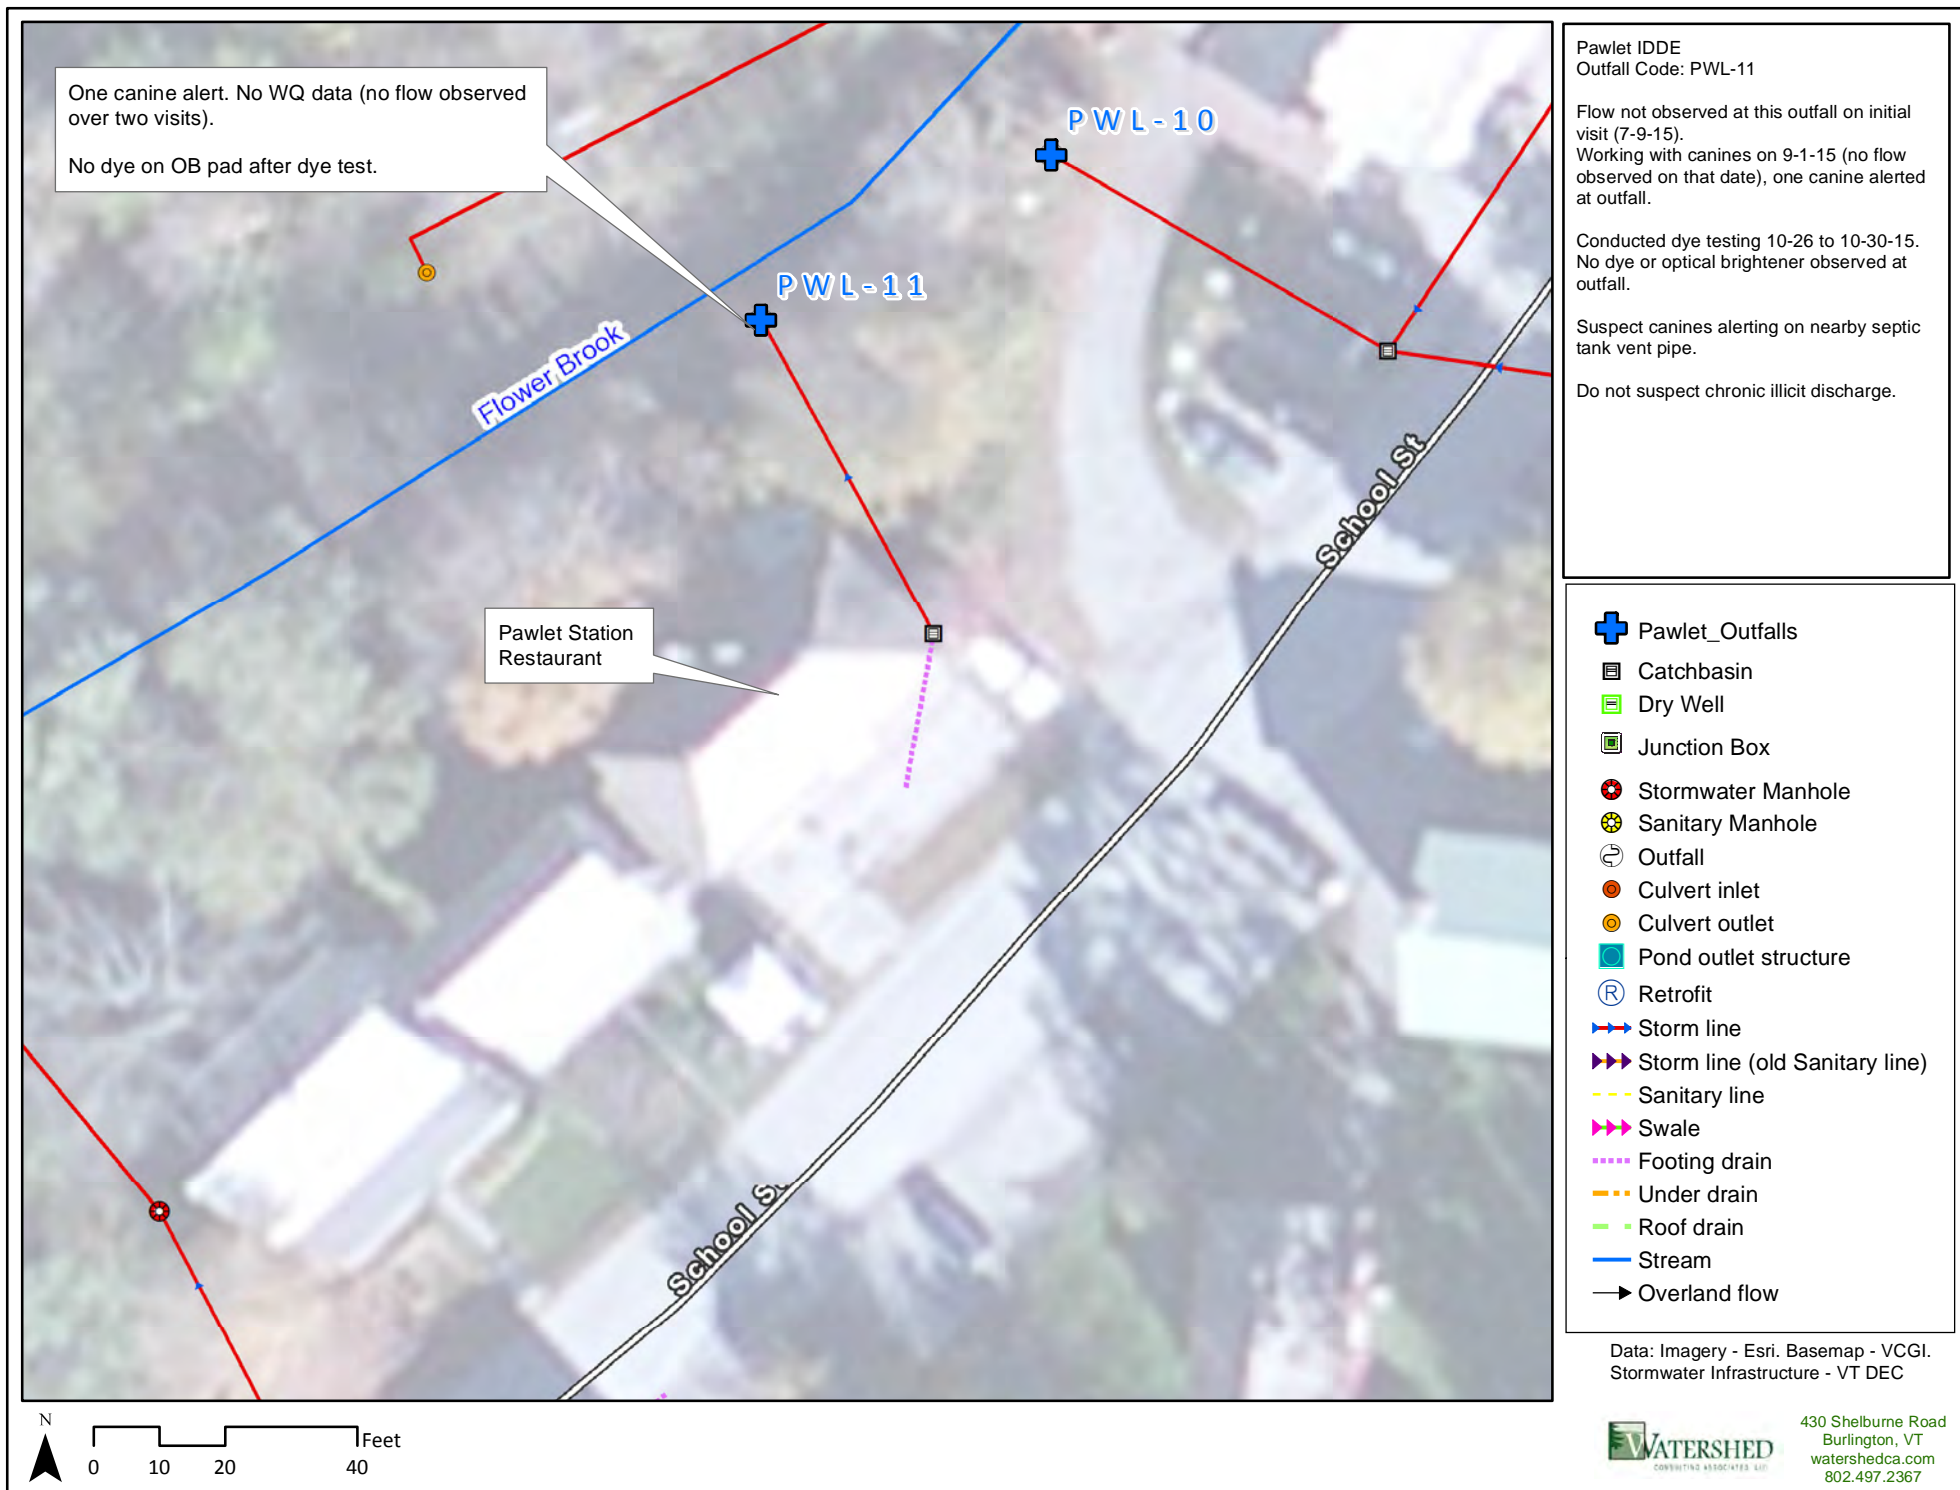 One canine alert. No WQ data (no flow observed
over two visits).
No dye on OB pad after dye test.
PWL-10
PWL-11
Flower Brook
School St
Pawlet Station
Restaurant
School St
N
0
10
20
40
Feet
Pawlet IDDE
Outfall Code: PWL-11
Flow not observed at this outfall on initial
visit (7-9-15).
Working with canines on 9-1-15 (no flow
observed on that date), one canine alerted
at outfall.
Conducted dye testing 10-26 to 10-30-15.
No dye or optical brightener observed at
outfall.
Suspect canines alerting on nearby septic
tank vent pipe.
Do not suspect chronic illicit discharge.
Pawlet_Outfalls
Catchbasin
Dry Well
Junction Box
Stormwater Manhole
Sanitary Manhole
Outfall
Culvert inlet
Culvert outlet
Pond outlet structure
R Retrofit
Storm line
Storm line (old Sanitary line)
Sanitary line
Swale
Footing drain
Under drain
Roof drain
Stream
Overland flow
Data: Imagery - Esri. Basemap - VCGI.
Stormwater Infrastructure - VT DEC
WATERSHED
CONSULTING ASSOCIATES, LLC
430 Shelburne Road
Burlington, VT
watershedca.com
802.497.2367